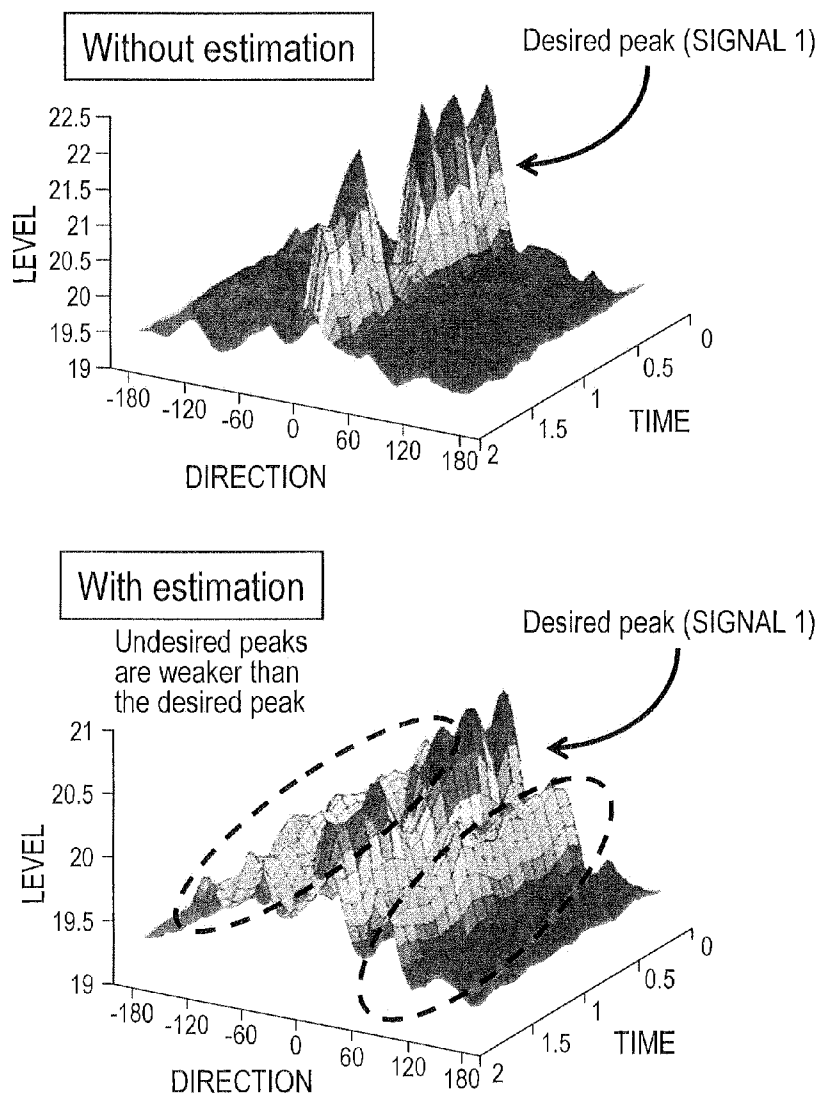 Without estimation
Desired peak (SIGNAL 1)
22.5
22
21.5
21
20.5
20
19.5
19
LEVEL
-180
-120
-60
0
60
120
180
DIRECTION
2
1.5
1
0.5
0
TIME
With estimation
Undesired peaks
are weaker than
the desired peak
Desired peak (SIGNAL 1)
21
20.5
20
19.5
19
LEVEL
-180
-120
-60
0
60
120
180
DIRECTION
2
1.5
1
0.5
0
TIME